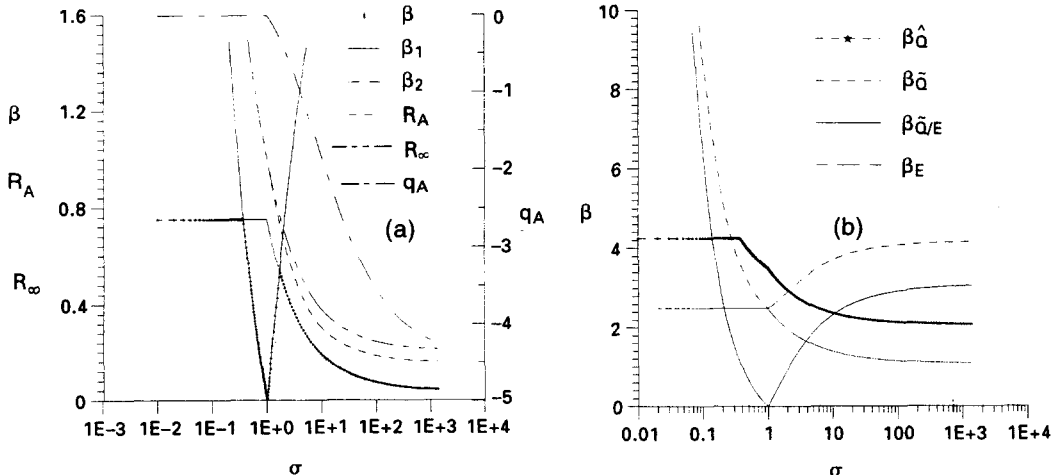 1.6
1.2
0.8
0.4
0
β
R_A
R_∞
1E-3
1E-2
1E-1
1E+0
1E+1
1E+2
1E+3
1E+4
σ
0
-1
-2
-3
-4
-5
q_A
β
β₁
β₂
R_A
R_∞
q_A
(a)
10
8
6
4
2
0
β
0.01
0.1
1
10
100
1E+3
1E+4
σ
β_Q̂
β_Q̃
β_Q̃/E
β_E
(b)